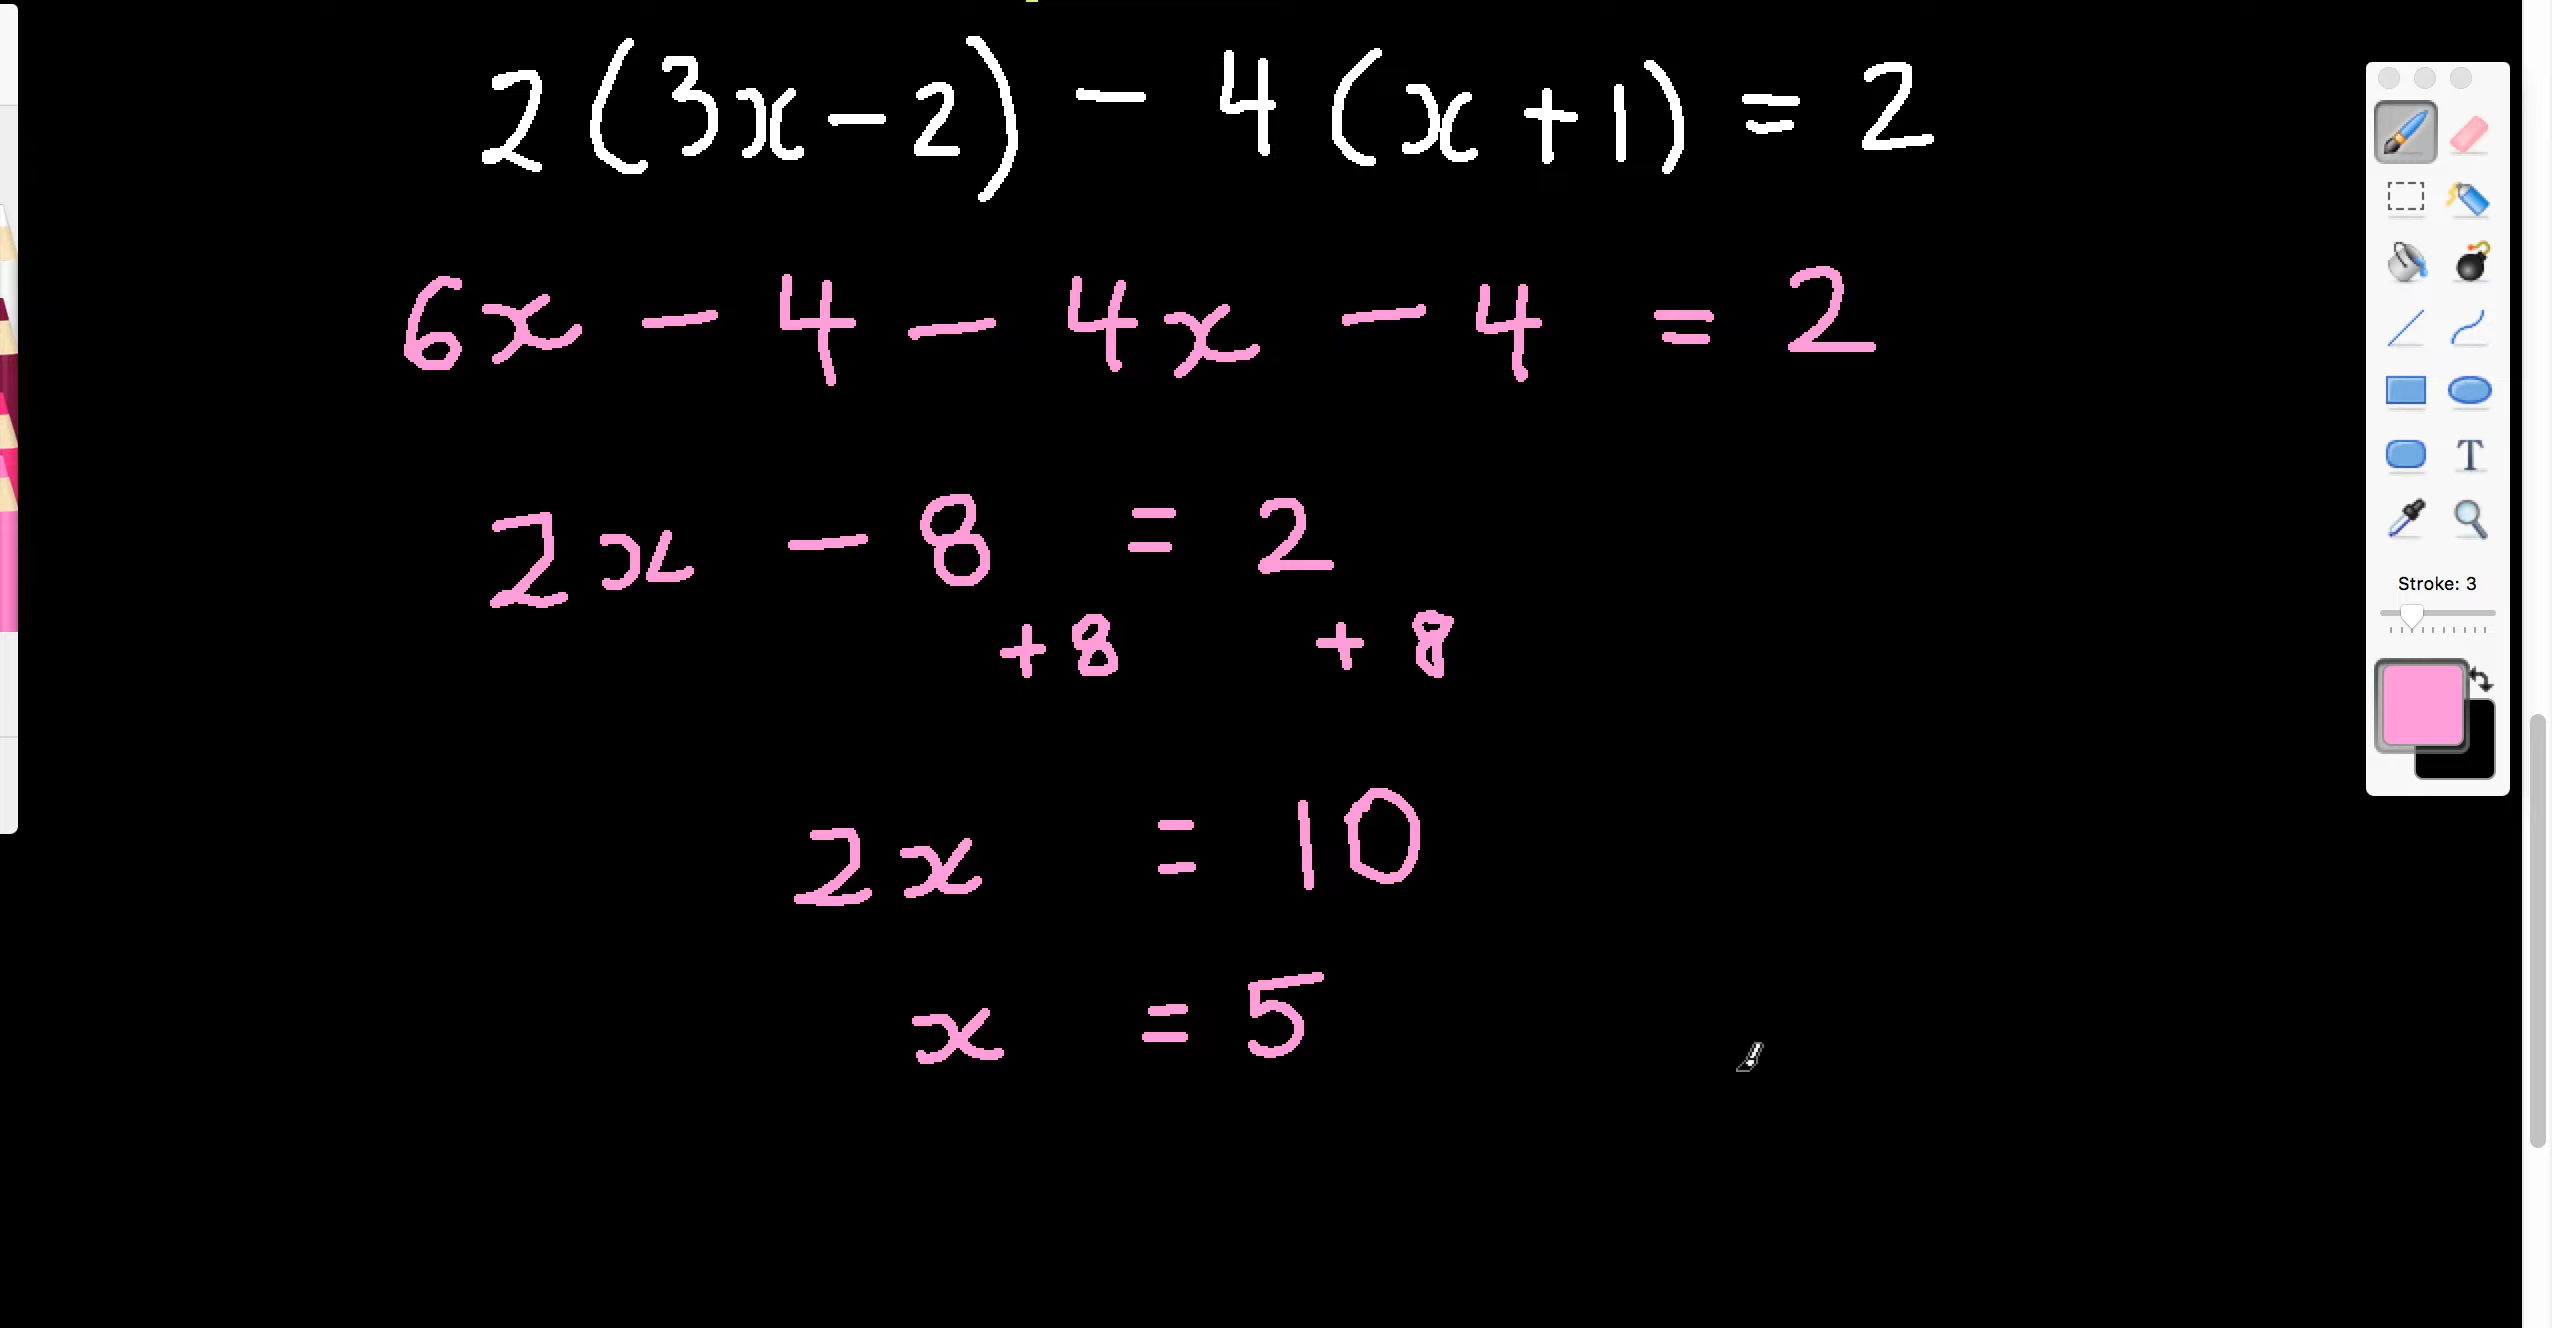 2(3x-2) - 4(x+1) = 2
6x - 4 - 4x - 4 = 2
2x - 8 = 2
+8 +8
2x = 10
x = 5
T
Stroke: 3